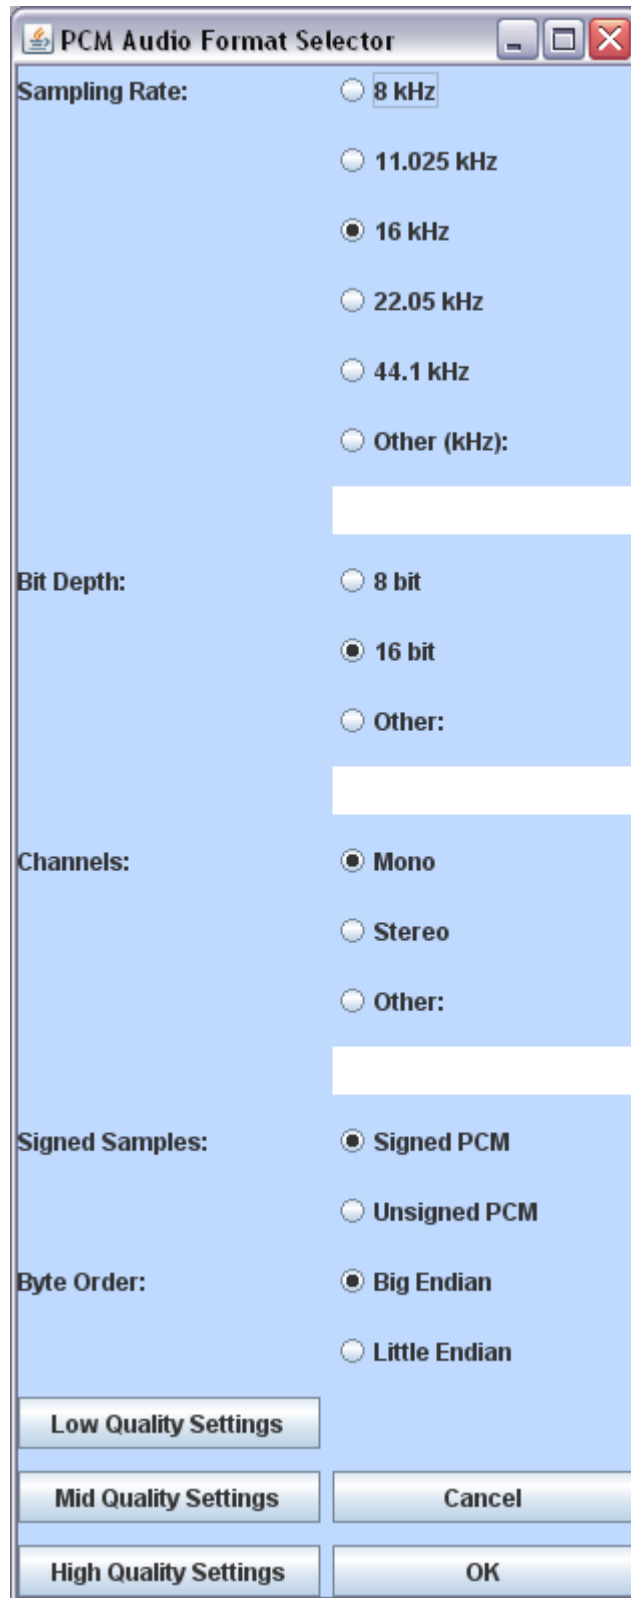 PCM Audio Format Selector
Sampling Rate: 8 kHz
11.025 kHz
16 kHz
22.05 kHz
44.1 kHz
Other (kHz):
Bit Depth: 8 bit
16 bit
Other:
Channels: Mono
Stereo
Other:
Signed Samples: Signed PCM
Unsigned PCM
Byte Order: Big Endian
Little Endian
Low Quality Settings
Mid Quality Settings Cancel
High Quality Settings OK